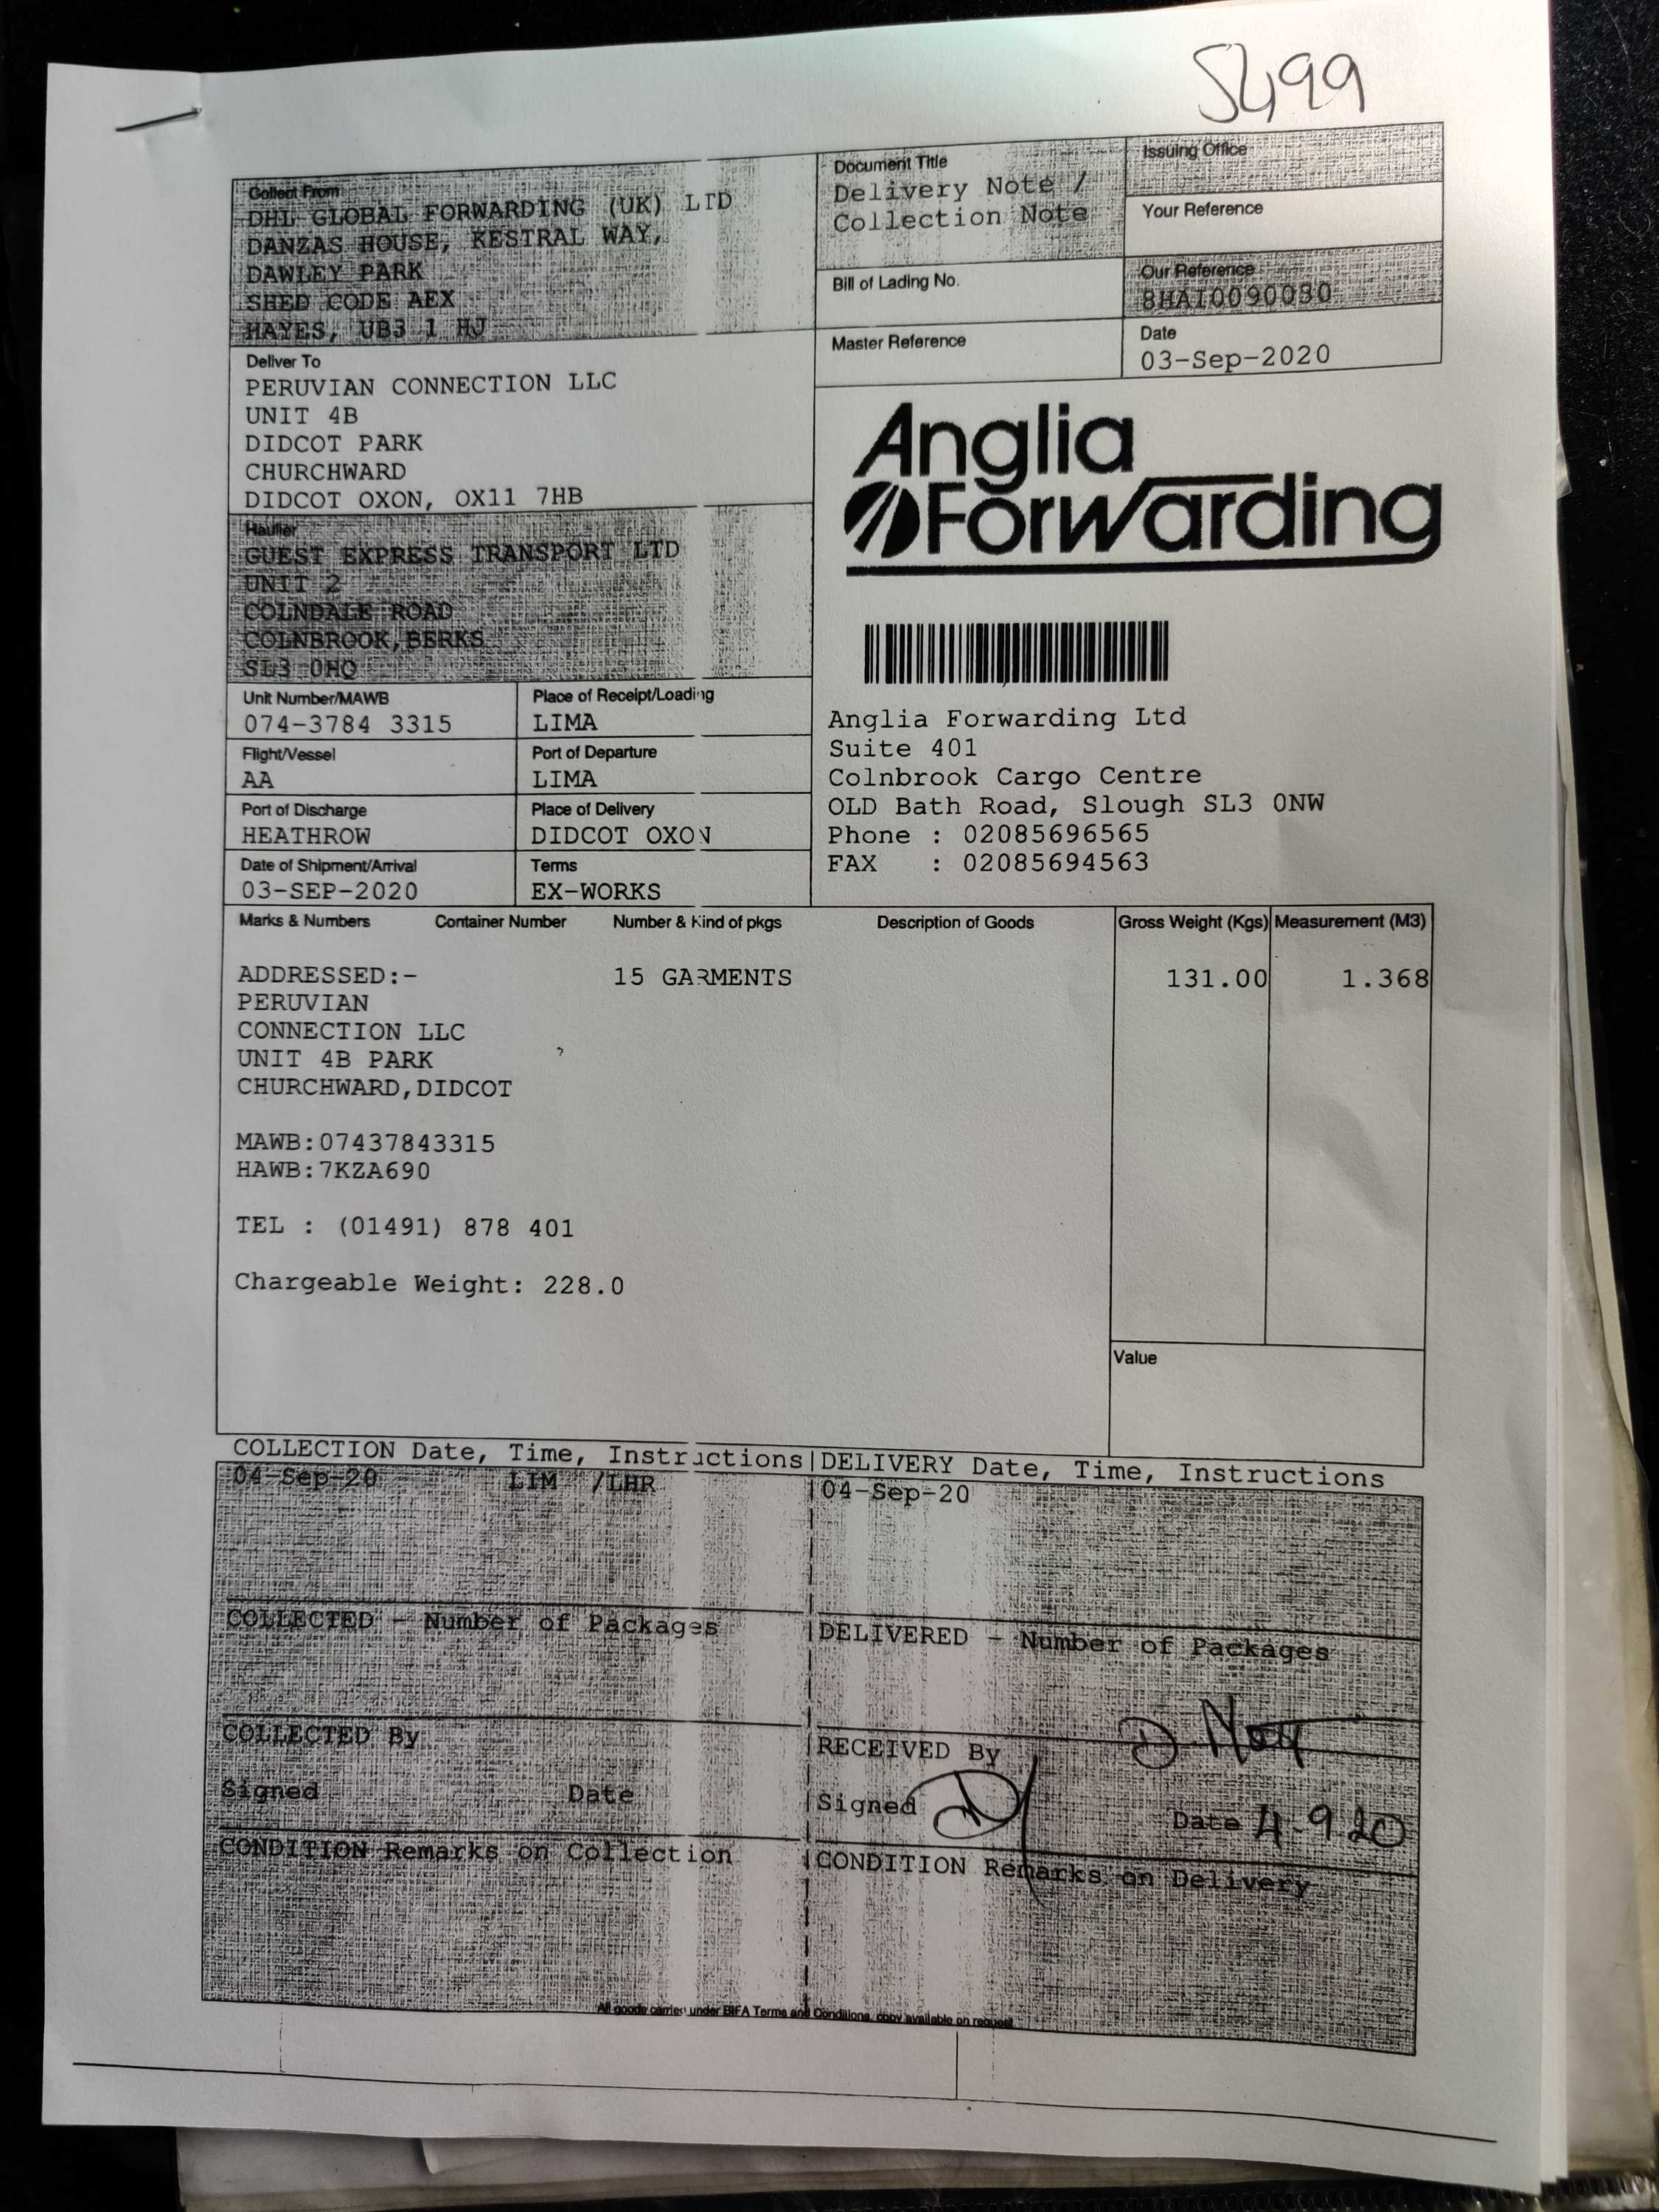 5499
Collect From
DHL GLOBAL FORWARDING (UK) LTD
DANZAS HOUSE, KESTRAL WAY,
DAWLEY PARK
SHED CODE AEX
HAYES, UB3 1 HJ
Document Title
Delivery Note /
Collection Note
Issuing Office
Your Reference
Bill of Lading No.
Our Reference
8HAI0090080
Master Reference
Date
03-Sep-2020
Deliver To
PERUVIAN CONNECTION LLC
UNIT 4B
DIDCOT PARK
CHURCHWARD
DIDCOT OXON, OX11 7HB
Anglia
Forwarding
Haulier
GUEST EXPRESS TRANSPORT LTD
UNIT 2
COLNDALE ROAD
COLNBROOK,BERKS
SL3 0HQ
Unit Number/MAWB
074-3784 3315
Place of Receipt/Loading
LIMA
Flight/Vessel
AA
Port of Departure
LIMA
Port of Discharge
HEATHROW
Place of Delivery
DIDCOT OXON
Date of Shipment/Arrival
03-SEP-2020
Terms
EX-WORKS
Anglia Forwarding Ltd
Suite 401
Colnbrook Cargo Centre
OLD Bath Road, Slough SL3 0NW
Phone : 02085696565
FAX : 02085694563
Marks & Numbers Container Number Number & Kind of pkgs Description of Goods Gross Weight (Kgs) Measurement (M3)
ADDRESSED:- 15 GARMENTS 131.00 1.368
PERUVIAN
CONNECTION LLC
UNIT 4B PARK
CHURCHWARD,DIDCOT
MAWB:07437843315
HAWB:7KZA690
TEL : (01491) 878 401
Chargeable Weight: 228.0
Value
COLLECTION Date, Time, Instructions|DELIVERY Date, Time, Instructions
04-Sep-20 LIM /LHR |04-Sep-20
COLLECTED - Number of Packages |DELIVERED - Number of Packages
COLLECTED By |RECEIVED By D
Signed Date |Signed Date 4.9.20
CONDITION Remarks on Collection |CONDITION Remarks on Delivery
All goods carried under BIFA Terms and Conditions, copy available on request